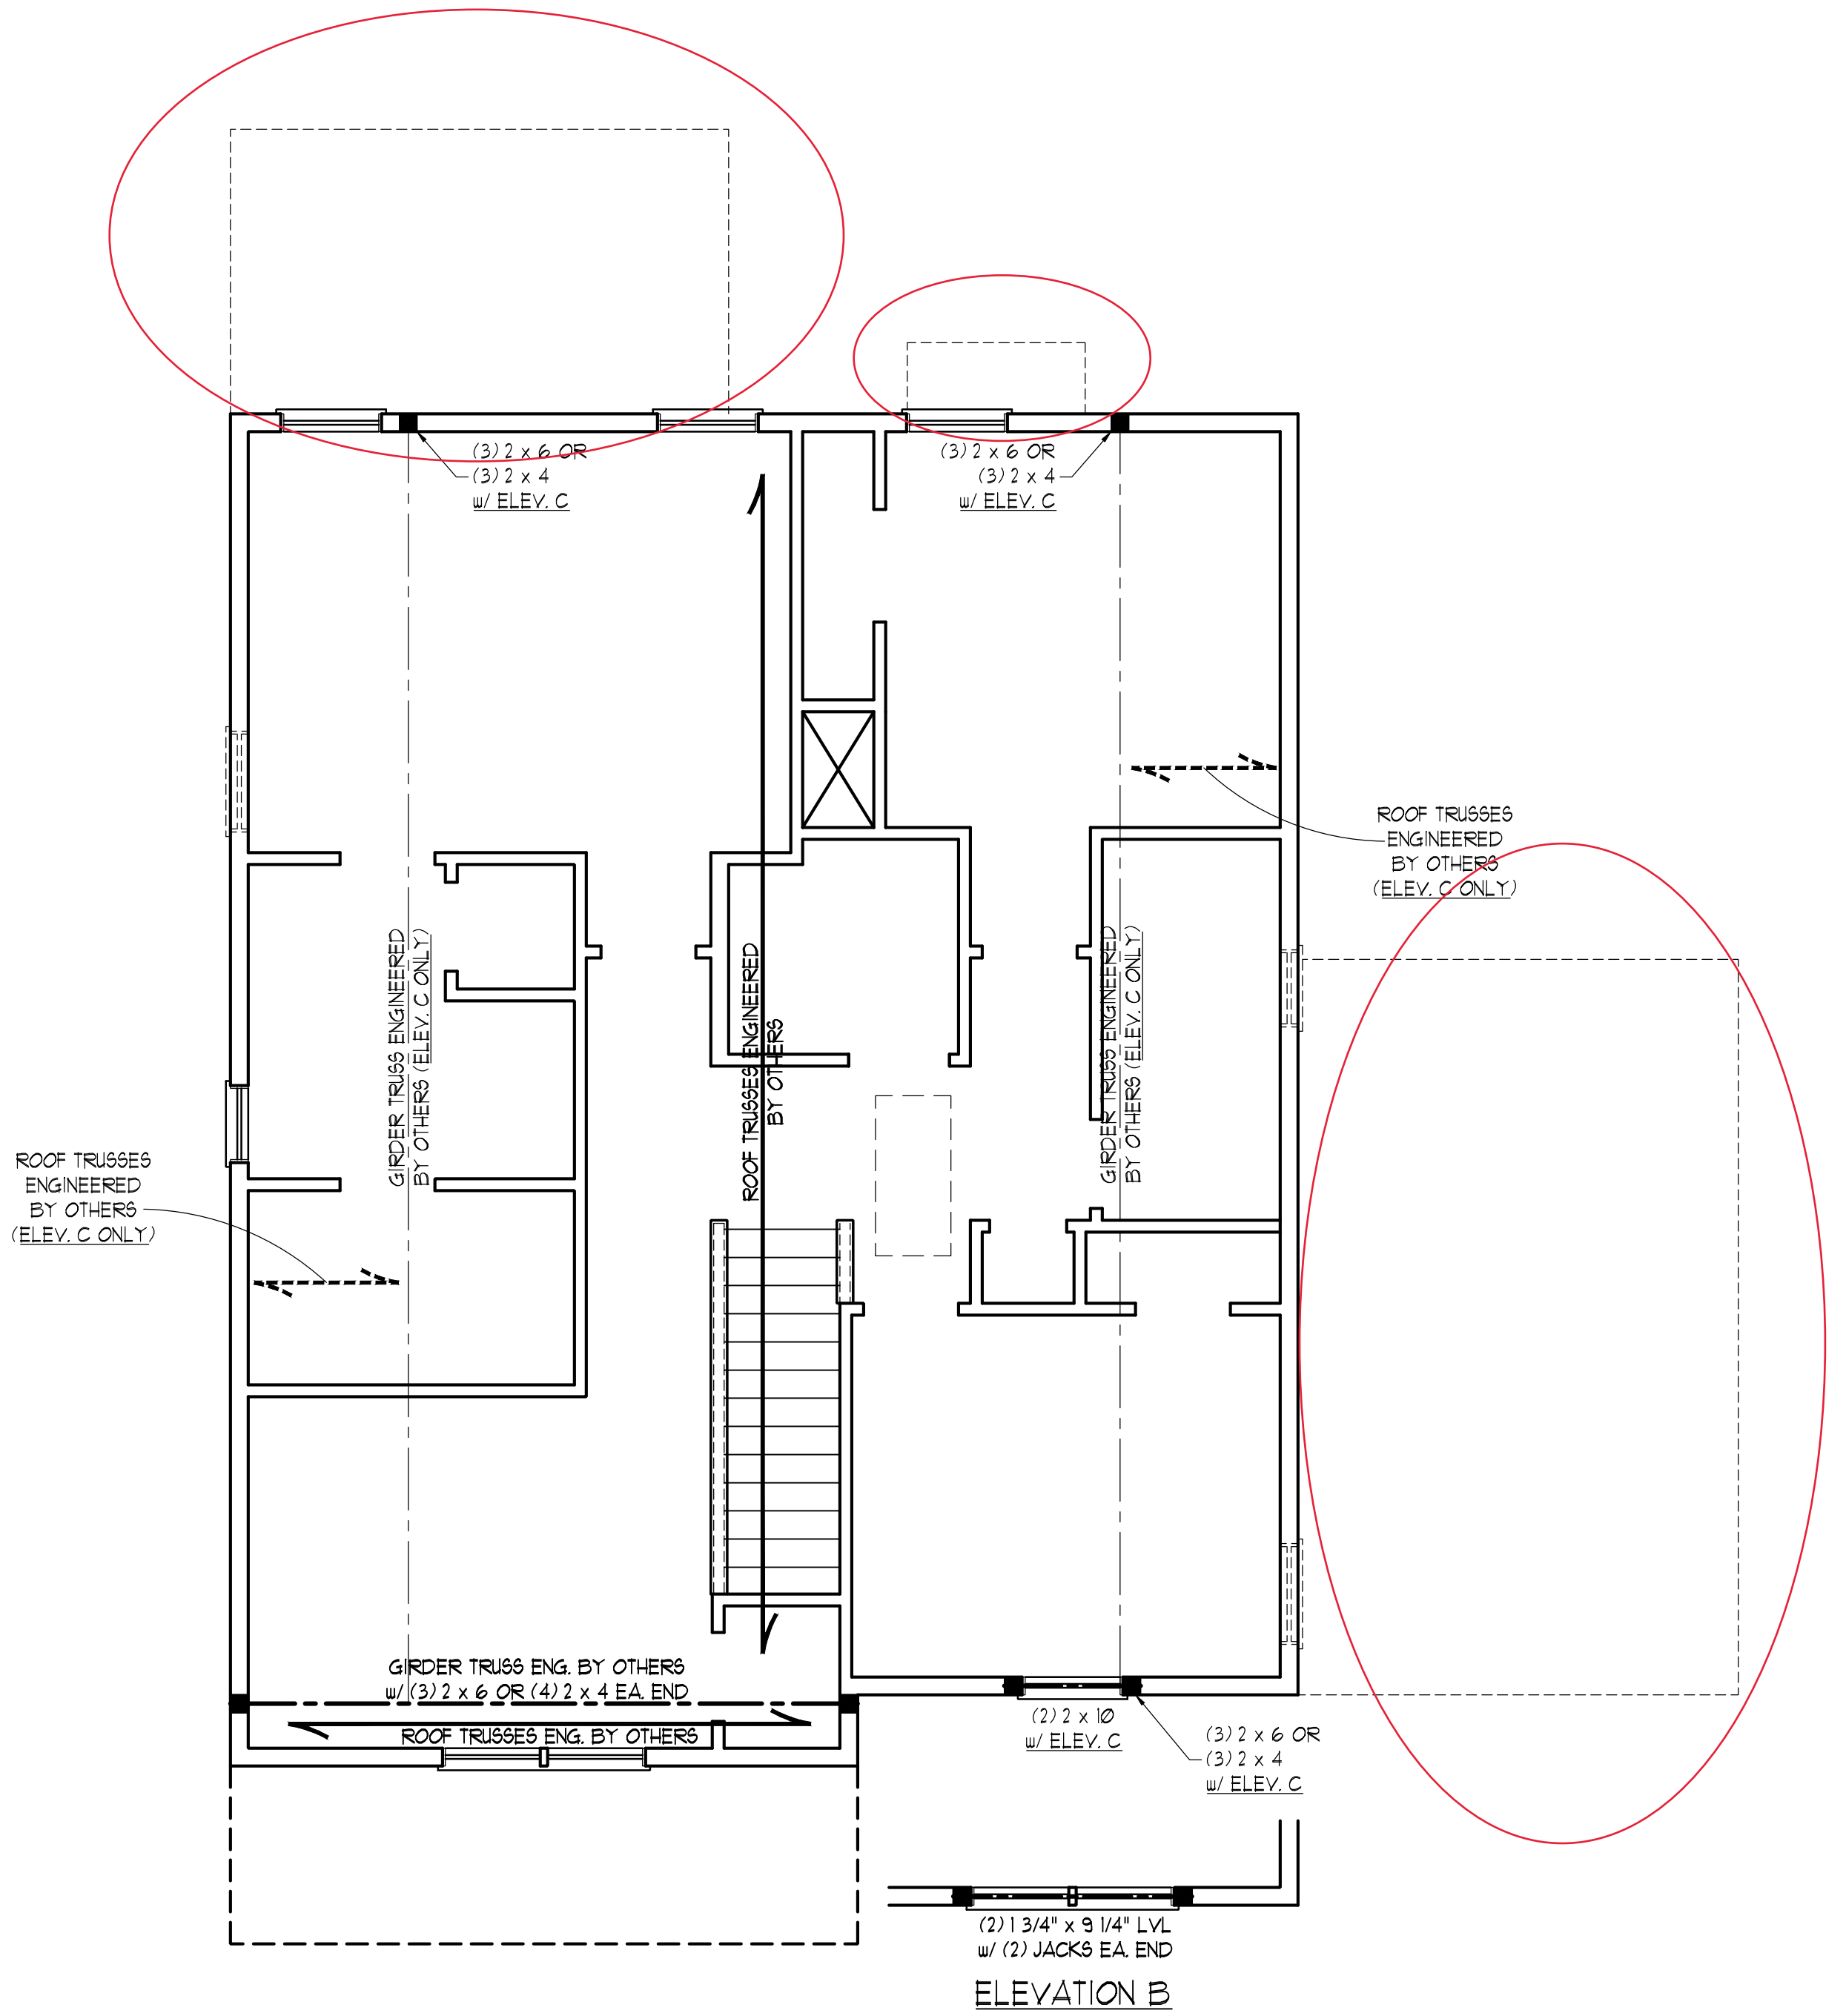 (3) 2 x 6 OR
(3) 2 x 4
w/ ELEV. C
(3) 2 x 6 OR
(3) 2 x 4
w/ ELEV. C
ROOF TRUSSES
ENGINEERED
BY OTHERS
(ELEV. C ONLY)
GIRDER TRUSS ENGINEERED
BY OTHERS (ELEV. C ONLY)
ROOF TRUSSES ENGINEERED
BY OTHERS
GIRDER TRUSS ENGINEERED
BY OTHERS (ELEV. C ONLY)
ROOF TRUSSES
ENGINEERED
BY OTHERS
(ELEV. C ONLY)
GIRDER TRUSS ENG. BY OTHERS
w/ (3) 2 x 6 OR (4) 2 x 4 EA. END
ROOF TRUSSES ENG. BY OTHERS
(2) 2 x 10
w/ ELEV. C
(3) 2 x 6 OR
(3) 2 x 4
w/ ELEV. C
(2) 1 3/4" x 9 1/4" LVL
w/ (2) JACKS EA. END
ELEVATION B